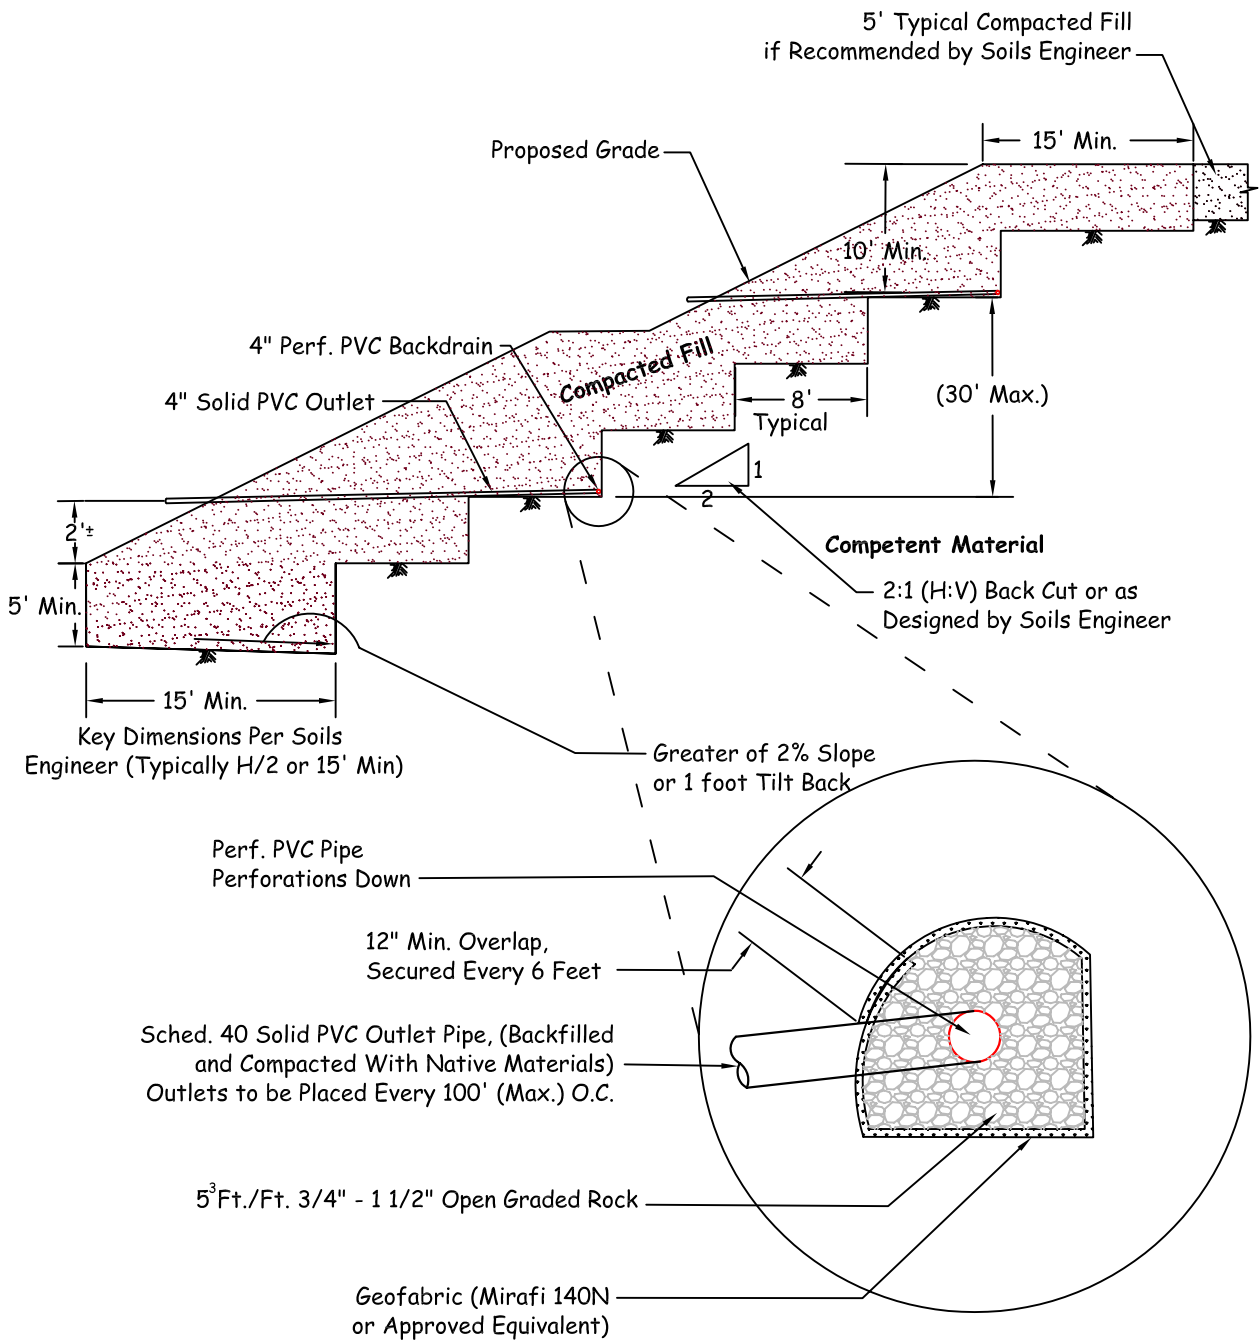 5' Typical Compacted Fill
if Recommended by Soils Engineer
15' Min.
Proposed Grade
10' Min.
4" Perf. PVC Backdrain
Compacted Fill
4" Solid PVC Outlet
8'
Typical
(30' Max.)
1
2
2'±
Competent Material
5' Min.
2:1 (H:V) Back Cut or as
Designed by Soils Engineer
15' Min.
Key Dimensions Per Soils
Engineer (Typically H/2 or 15' Min)
Greater of 2% Slope
or 1 foot Tilt Back
Perf. PVC Pipe
Perforations Down
12" Min. Overlap,
Secured Every 6 Feet
Sched. 40 Solid PVC Outlet Pipe, (Backfilled
and Compacted With Native Materials)
Outlets to be Placed Every 100' (Max.) O.C.
5³Ft./Ft. 3/4" - 1 1/2" Open Graded Rock
Geofabric (Mirafi 140N
or Approved Equivalent)